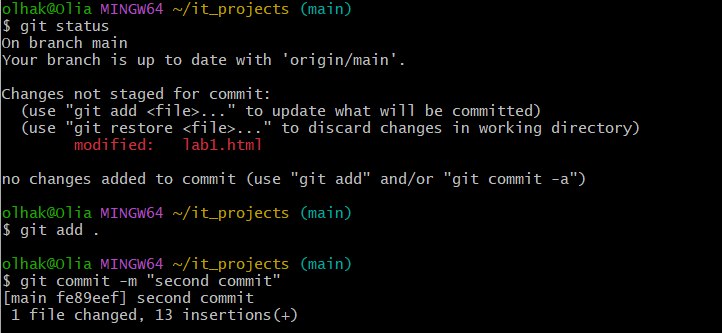 olhak@Olia MINGW64 ~/it_projects (main)
$ git status
On branch main
Your branch is up to date with 'origin/main'.

Changes not staged for commit:
  (use "git add <file>..." to update what will be committed)
  (use "git restore <file>..." to discard changes in working directory)
        modified:   lab1.html

no changes added to commit (use "git add" and/or "git commit -a")

olhak@Olia MINGW64 ~/it_projects (main)
$ git add .

olhak@Olia MINGW64 ~/it_projects (main)
$ git commit -m "second commit"
[main fe89eef] second commit
 1 file changed, 13 insertions(+)